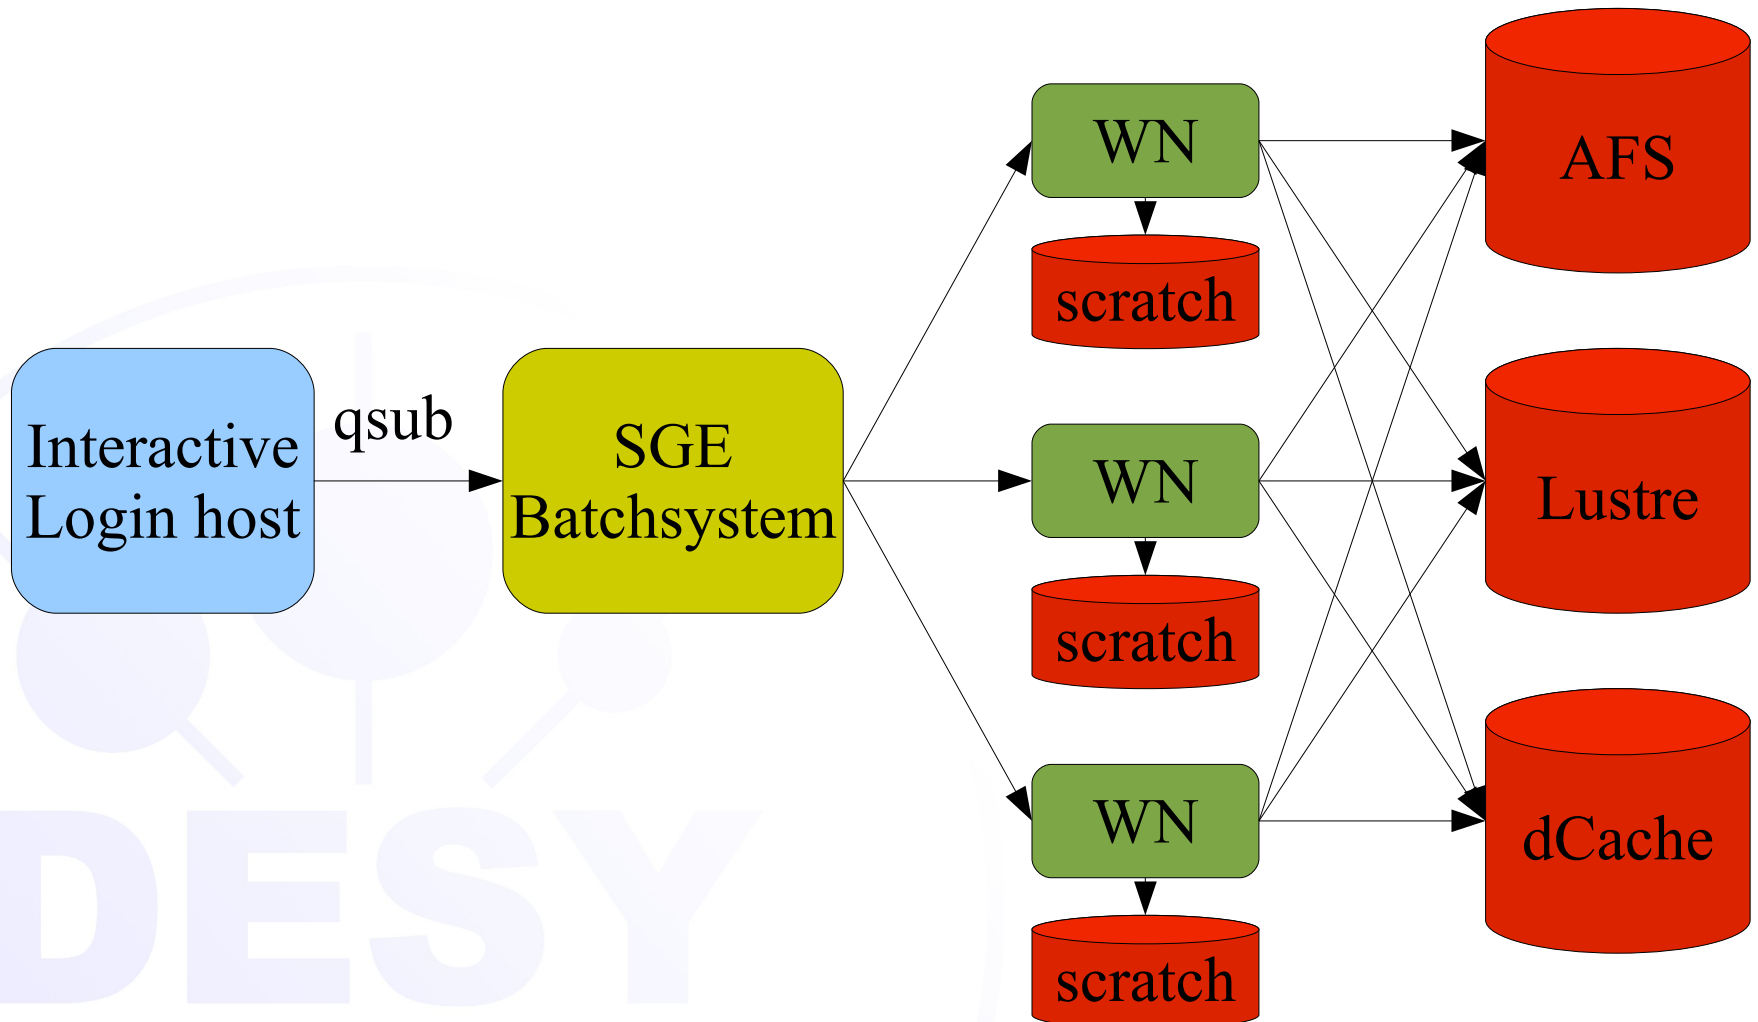 Interactive
Login host
qsub
SGE
Batchsystem
WN
scratch
WN
scratch
WN
scratch
AFS
Lustre
dCache
DESY